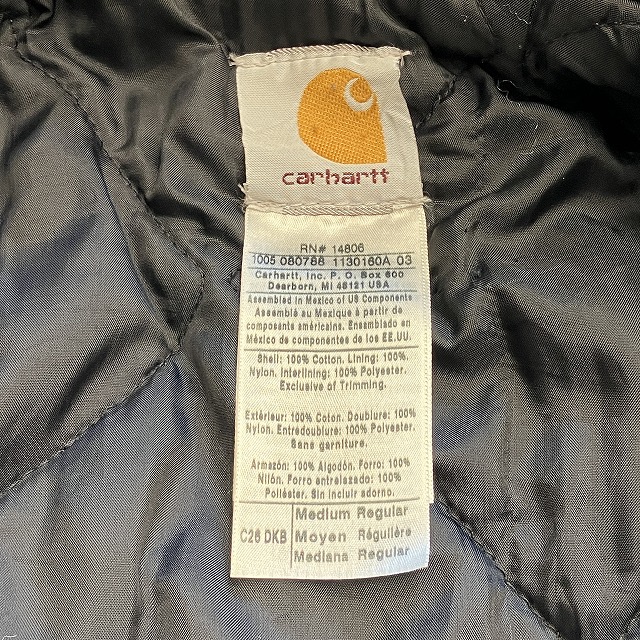 carhartt
RN# 14806
1005 080788 1130160A 03
Carhartt, Inc. P. O. Box 600
Dearborn, MI 48121 USA
Assembled in Mexico of US Components
Assemblé au Mexique à partir de
composants américains. Ensamblado en
México de componentes de los EE.UU.
Shell: 100% Cotton. Lining: 100%.
Nylon. Interlining: 100% Polyester.
Exclusive of Trimming.
Extérieur: 100% Coton. Doublure: 100%
Nylon. Entredoublure: 100% Polyester.
Sans garniture.
Armazón: 100% Algodón. Forro: 100%
Nilón. Forro entrelazado: 100%
Poliéster. Sin incluir adorno.
C26 DKB
Medium Regular
Moyen Régulière
Mediana Regular